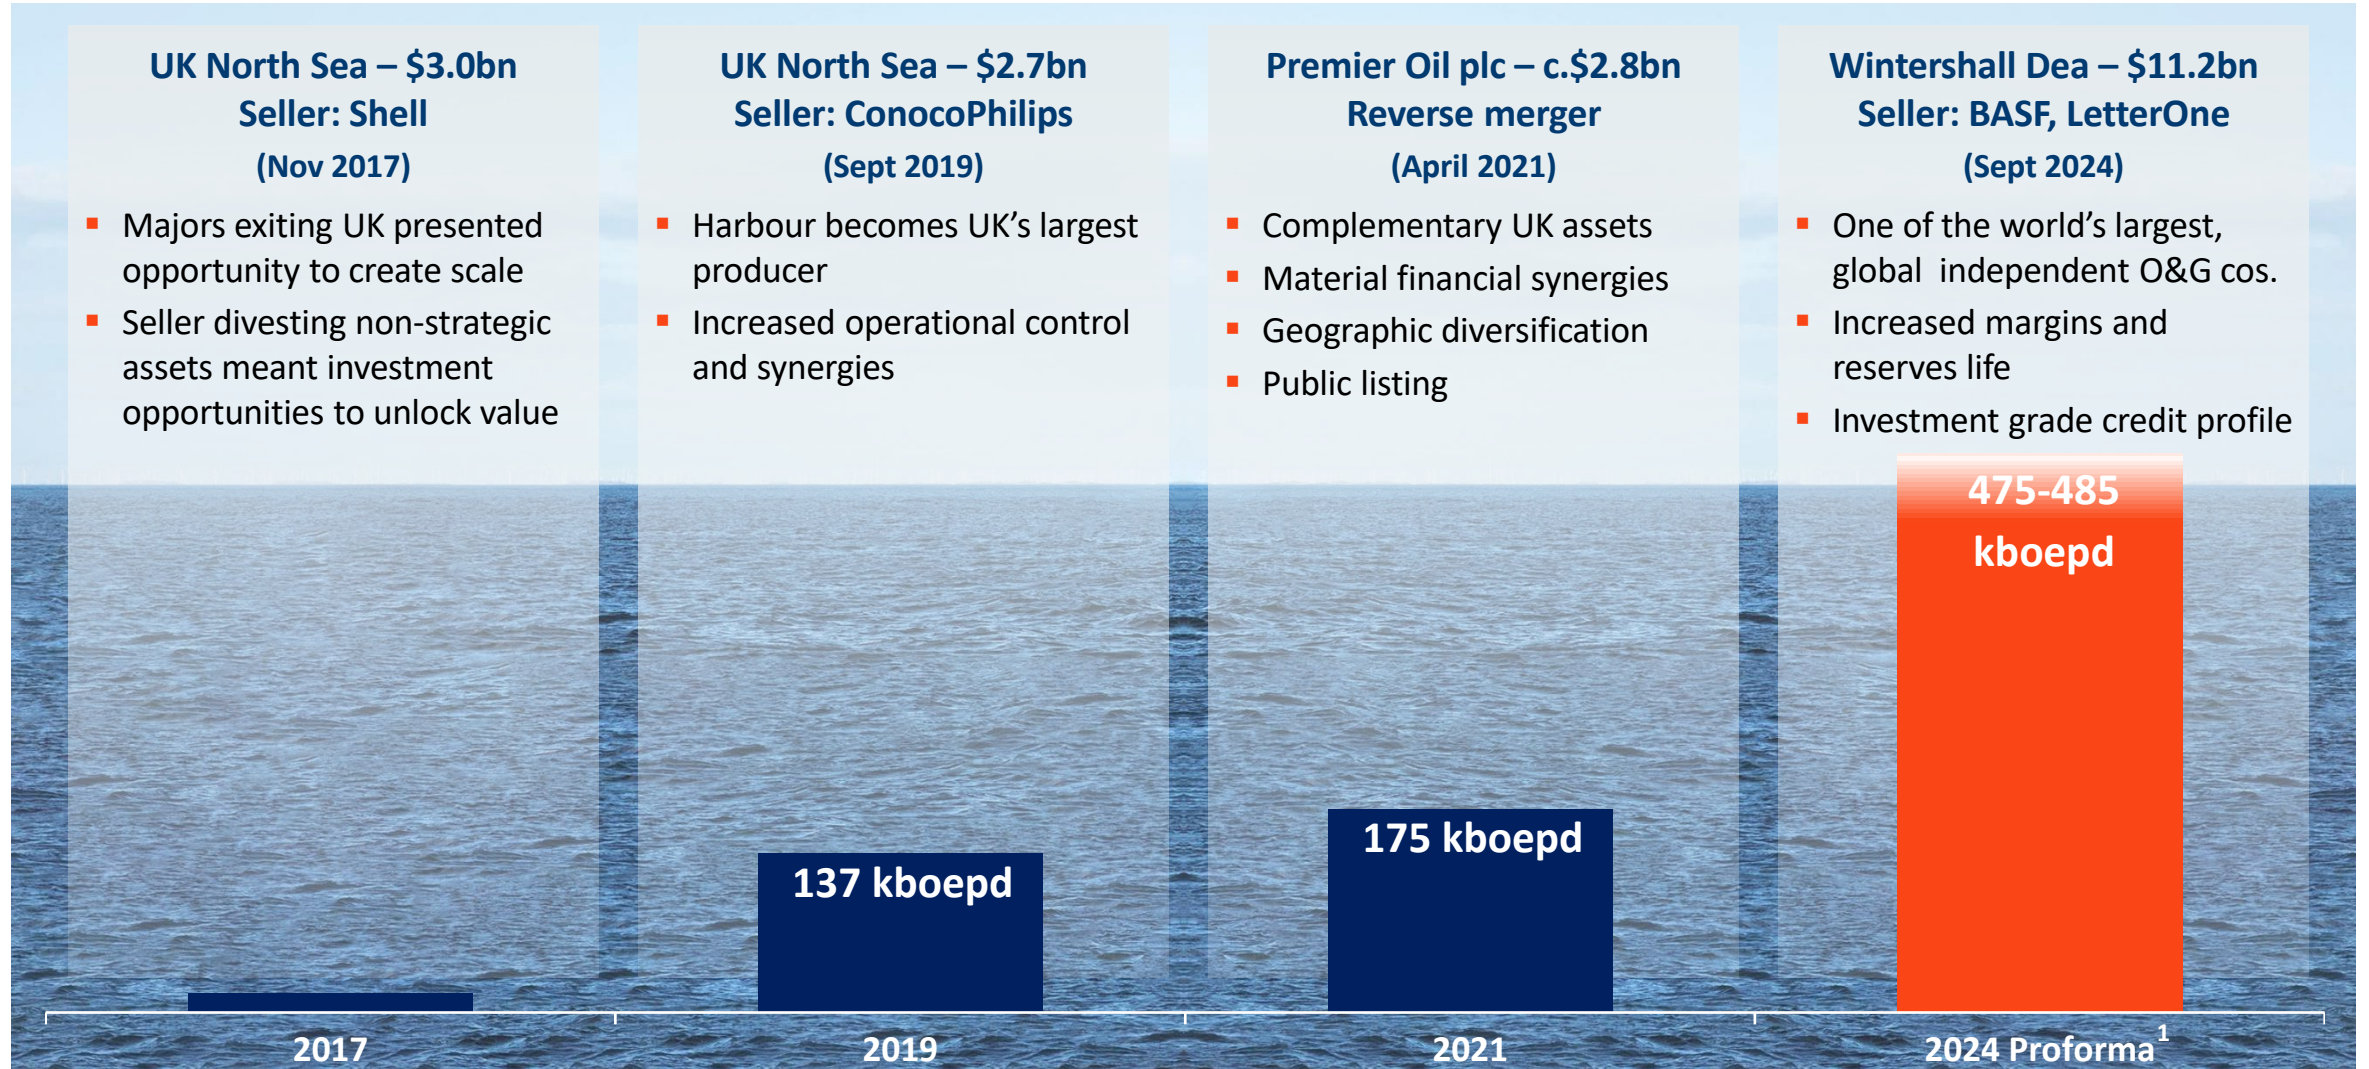 UK North Sea – $3.0bn
Seller: Shell
(Nov 2017)
▪ Majors exiting UK presented
opportunity to create scale
▪ Seller divesting non-strategic
assets meant investment
opportunities to unlock value
UK North Sea – $2.7bn
Seller: ConocoPhilips
(Sept 2019)
▪ Harbour becomes UK’s largest
producer
▪ Increased operational control
and synergies
Premier Oil plc – c.$2.8bn
Reverse merger
(April 2021)
▪ Complementary UK assets
▪ Material financial synergies
▪ Geographic diversification
▪ Public listing
Wintershall Dea – $11.2bn
Seller: BASF, LetterOne
(Sept 2024)
▪ One of the world’s largest,
global  independent O&G cos.
▪ Increased margins and
reserves life
▪ Investment grade credit profile
137 kboepd
175 kboepd
475-485
kboepd
2017
2019
2021
2024 Proforma¹